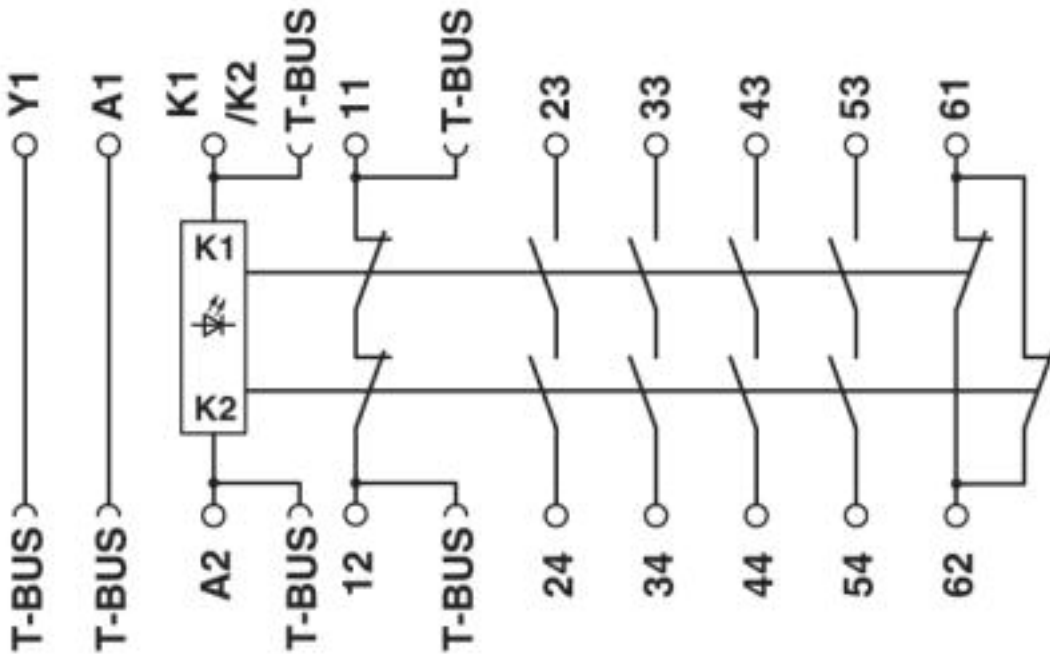 Y1
A1
K1
/K2
T-BUS
11
T-BUS
23
33
43
53
61
K1
K2
T-BUS
T-BUS
A2
T-BUS
12
T-BUS
24
34
44
54
62